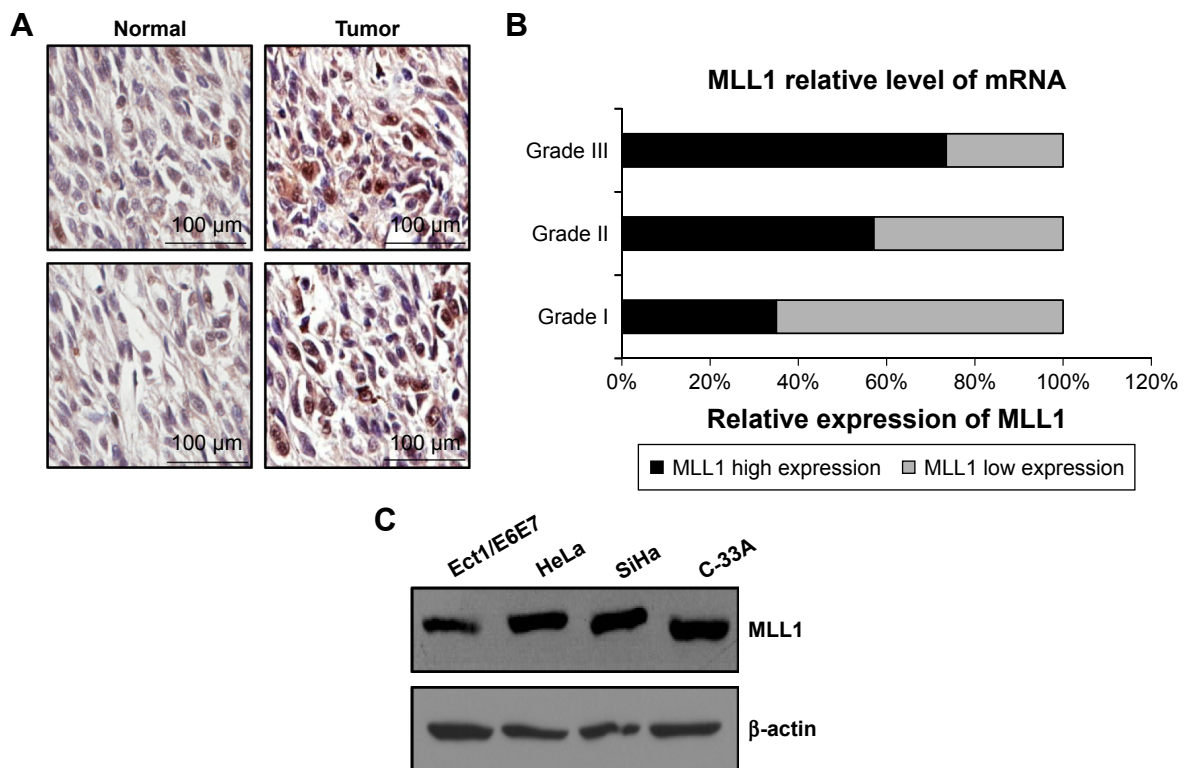 A
Normal
Tumor
100 μm
100 μm
100 μm
100 μm
B
MLL1 relative level of mRNA
Grade III
Grade II
Grade I
0% 20% 40% 60% 80% 100% 120%
Relative expression of MLL1
MLL1 high expression MLL1 low expression
C
Ect1/E6E7 HeLa SiHa C-33A
MLL1
β-actin